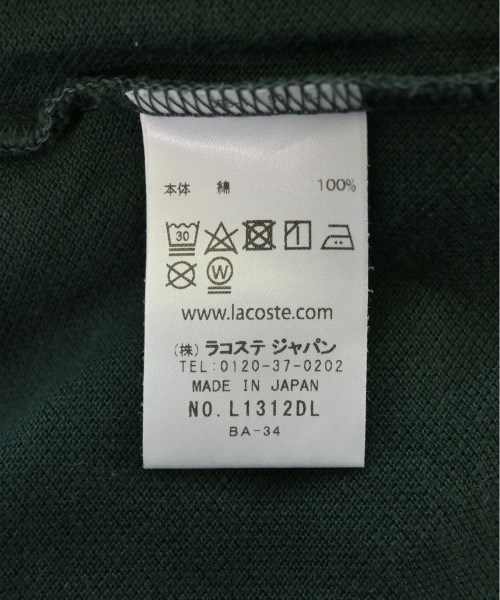 本体 綿 100%
30
W
www.lacoste.com
(株) ラコステ ジャパン
TEL:0120-37-0202
MADE IN JAPAN
NO.L1312DL
BA-34